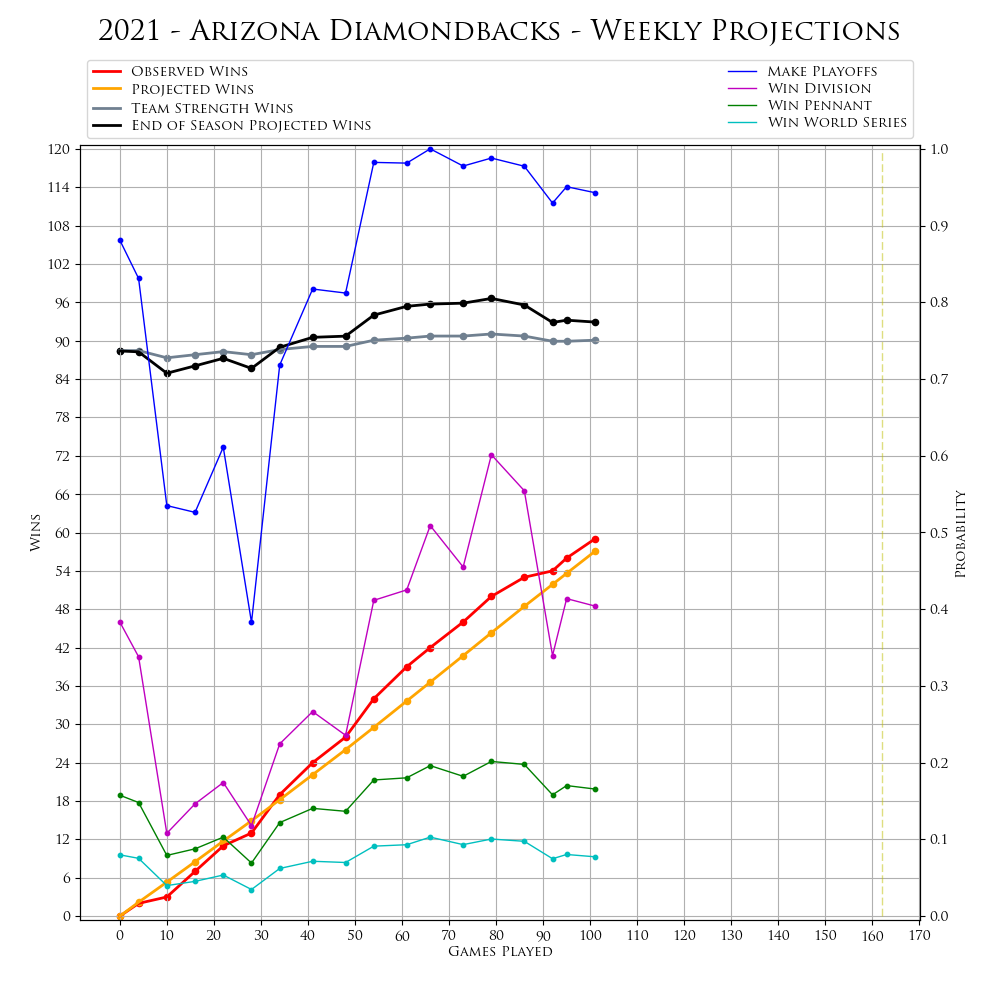 2021 - Arizona Diamondbacks - Weekly Projections
Observed Wins
Projected Wins
Team Strength Wins
End of Season Projected Wins
Make Playoffs
Win Division
Win Pennant
Win World Series
120
114
108
102
96
90
84
78
72
66
60
54
48
42
36
30
24
18
12
6
0
Wins
1.0
0.9
0.8
0.7
0.6
0.5
0.4
0.3
0.2
0.1
0.0
Probability
0 10 20 30 40 50 60 70 80 90 100 110 120 130 140 150 160 170
Games Played